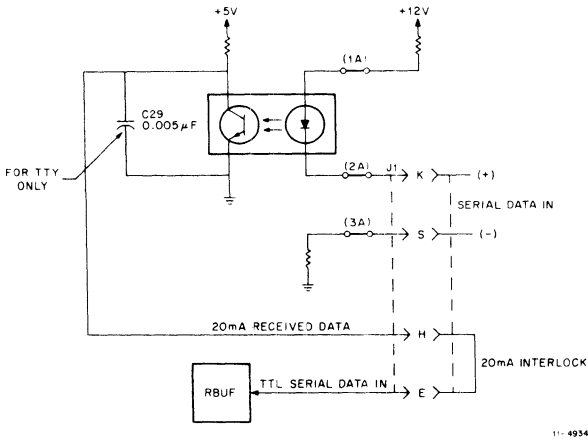 +5V
+12V
(1A)
C29
0.005µF
FOR TTY
ONLY
(2A)
J1
K
(+)
SERIAL DATA IN
(3A)
S
(-)
20mA RECEIVED DATA
H
20mA INTERLOCK
RBUF
TTL SERIAL DATA IN
E
11-4934